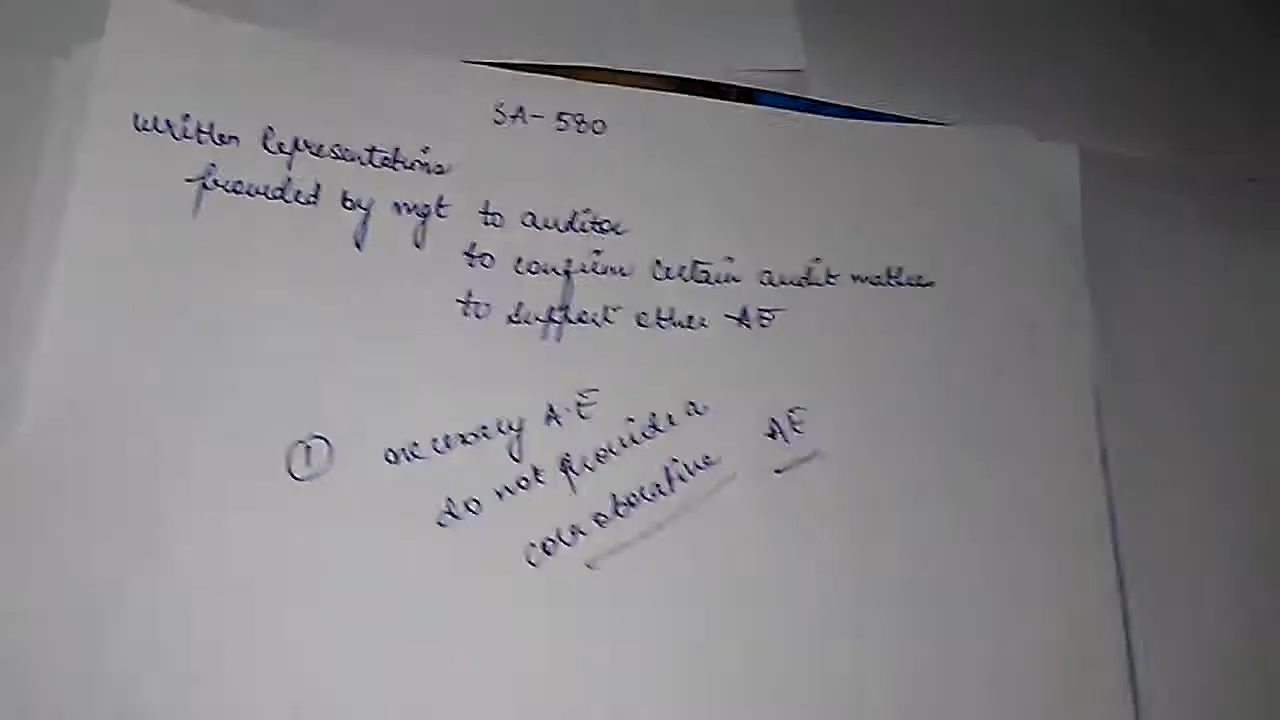 SA-580
written Representations
provided by mgt to auditor
to confirm certain audit matters
to support other AE
① necessary A.E
do not provide a
corroborative AE